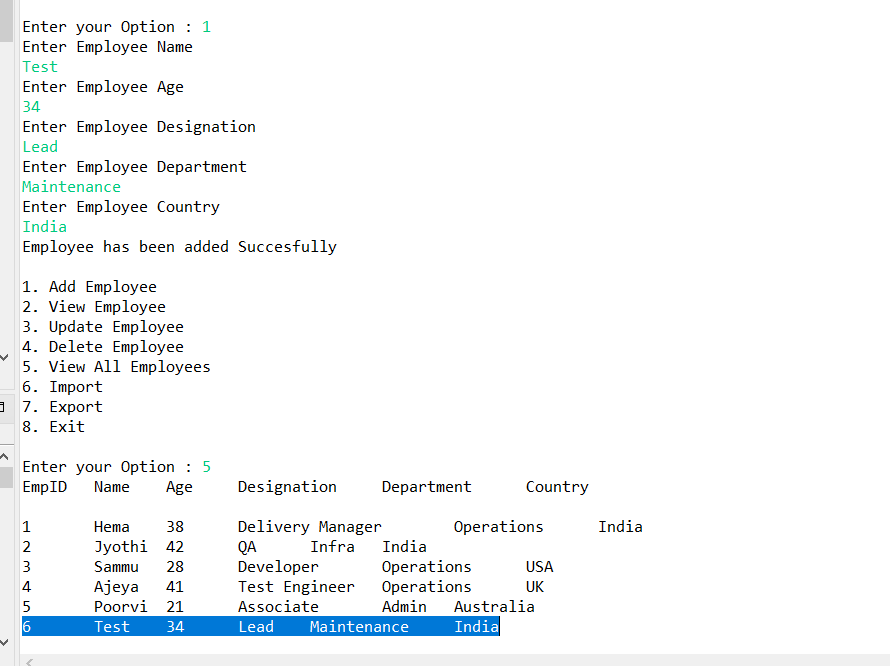 Enter your Option : 1
Enter Employee Name
Test
Enter Employee Age
34
Enter Employee Designation
Lead
Enter Employee Department
Maintenance
Enter Employee Country
India
Employee has been added Succesfully
1. Add Employee
2. View Employee
3. Update Employee
4. Delete Employee
5. View All Employees
6. Import
7. Export
8. Exit
Enter your Option : 5
EmpID Name Age Designation Department Country
1 Hema 38 Delivery Manager Operations India
2 Jyothi 42 QA Infra India
3 Sammu 28 Developer Operations USA
4 Ajeya 41 Test Engineer Operations UK
5 Poorvi 21 Associate Admin Australia
6 Test 34 Lead Maintenance India